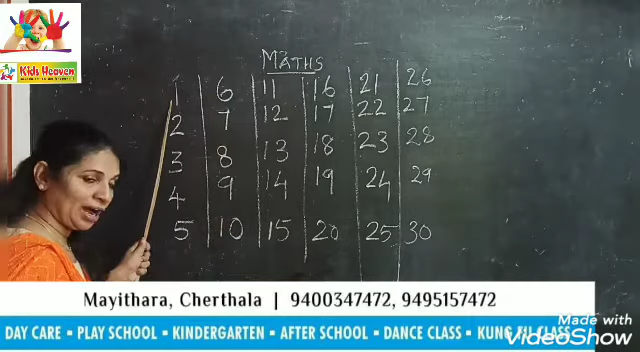 Kids Heaven
MATHS
1 6 11 16 21 26
2 7 12 17 22 27
3 8 13 18 23 28
4 9 14 19 24 29
5 10 15 20 25 30
Mayithara, Cherthala | 9400347472, 9495157472
DAY CARE ▪ PLAY SCHOOL ▪ KINDERGARTEN ▪ AFTER SCHOOL ▪ DANCE CLASS ▪ KUNG FU CLASS
Made with
VideoShow